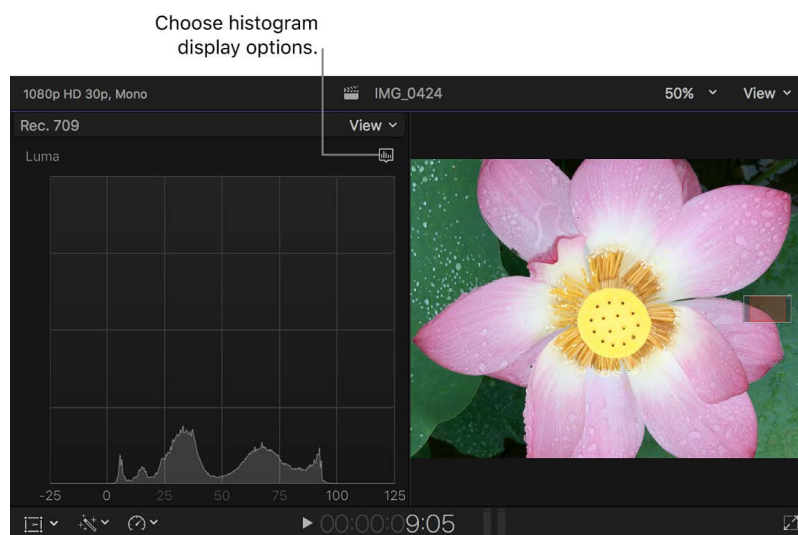 Choose histogram
display options.
1080p HD 30p, Mono
IMG_0424
50%
View
Rec. 709
View
Luma
-25 0 25 50 75 100 125
00:00:09:05